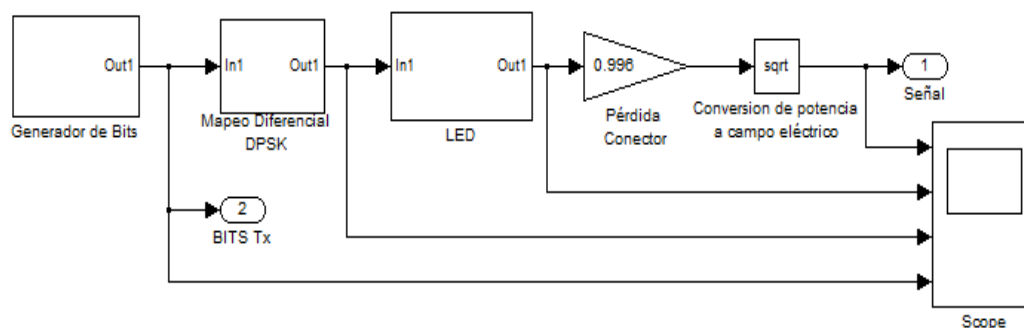 Out1
Generador de Bits
In1
Out1
Mapeo Diferencial
DPSK
In1
Out1
LED
0.996
Pérdida
Conector
sqrt
Conversion de potencia
a campo eléctrico
1
Señal
2
BITS Tx
Scope